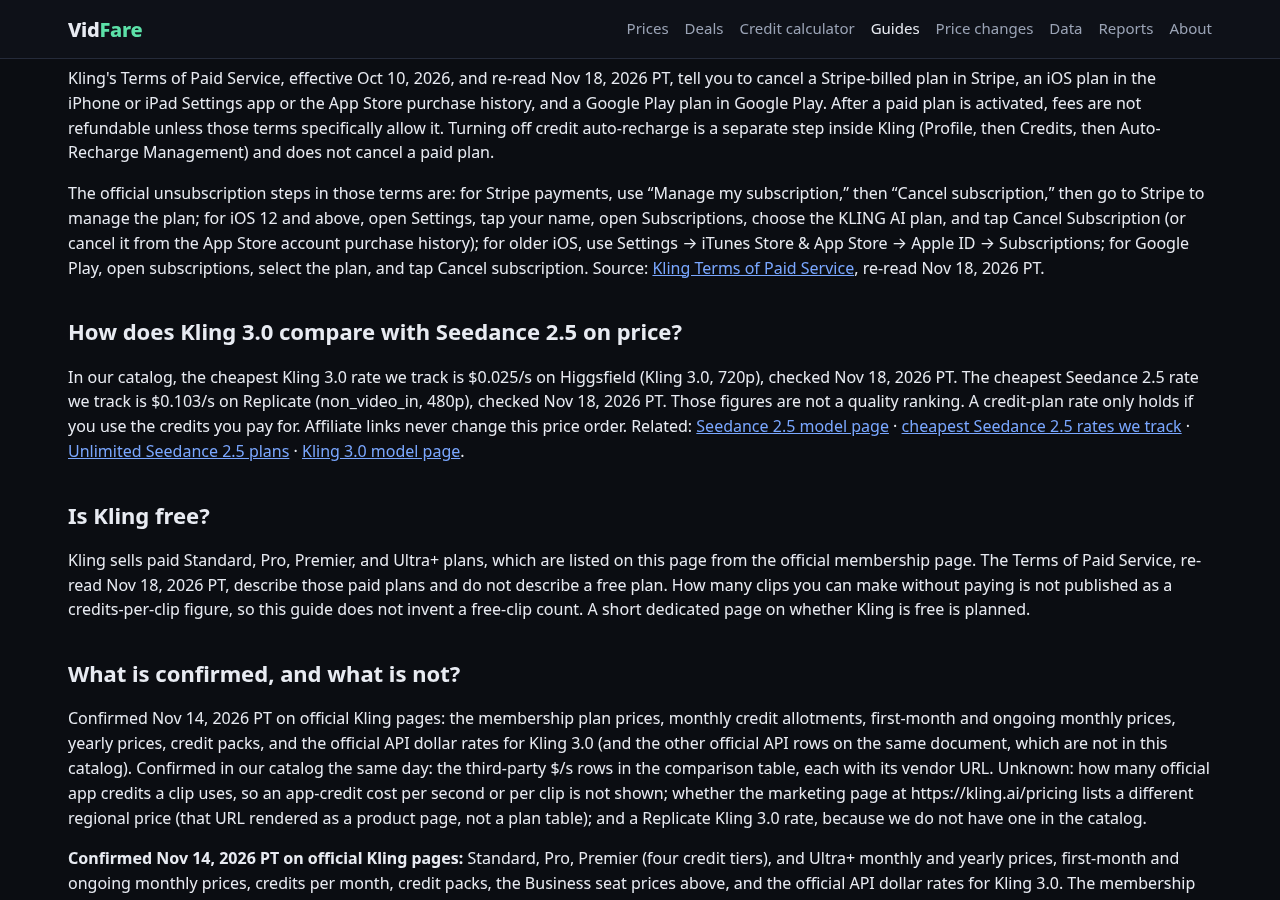 VidFare
Prices Deals Credit calculator Guides Price changes Data Reports About
Kling's Terms of Paid Service, effective Oct 10, 2026, and re-read Nov 18, 2026 PT, tell you to cancel a Stripe-billed plan in Stripe, an iOS plan in the
iPhone or iPad Settings app or the App Store purchase history, and a Google Play plan in Google Play. After a paid plan is activated, fees are not
refundable unless those terms specifically allow it. Turning off credit auto-recharge is a separate step inside Kling (Profile, then Credits, then Auto-
Recharge Management) and does not cancel a paid plan.
The official unsubscription steps in those terms are: for Stripe payments, use “Manage my subscription,” then “Cancel subscription,” then go to Stripe to
manage the plan; for iOS 12 and above, open Settings, tap your name, open Subscriptions, choose the KLING AI plan, and tap Cancel Subscription (or
cancel it from the App Store account purchase history); for older iOS, use Settings → iTunes Store & App Store → Apple ID → Subscriptions; for Google
Play, open subscriptions, select the plan, and tap Cancel subscription. Source: Kling Terms of Paid Service, re-read Nov 18, 2026 PT.
How does Kling 3.0 compare with Seedance 2.5 on price?
In our catalog, the cheapest Kling 3.0 rate we track is $0.025/s on Higgsfield (Kling 3.0, 720p), checked Nov 18, 2026 PT. The cheapest Seedance 2.5 rate
we track is $0.103/s on Replicate (non_video_in, 480p), checked Nov 18, 2026 PT. Those figures are not a quality ranking. A credit-plan rate only holds if
you use the credits you pay for. Affiliate links never change this price order. Related: Seedance 2.5 model page · cheapest Seedance 2.5 rates we track ·
Unlimited Seedance 2.5 plans · Kling 3.0 model page.
Is Kling free?
Kling sells paid Standard, Pro, Premier, and Ultra+ plans, which are listed on this page from the official membership page. The Terms of Paid Service, re-
read Nov 18, 2026 PT, describe those paid plans and do not describe a free plan. How many clips you can make without paying is not published as a
credits-per-clip figure, so this guide does not invent a free-clip count. A short dedicated page on whether Kling is free is planned.
What is confirmed, and what is not?
Confirmed Nov 14, 2026 PT on official Kling pages: the membership plan prices, monthly credit allotments, first-month and ongoing monthly prices,
yearly prices, credit packs, and the official API dollar rates for Kling 3.0 (and the other official API rows on the same document, which are not in this
catalog). Confirmed in our catalog the same day: the third-party $/s rows in the comparison table, each with its vendor URL. Unknown: how many official
app credits a clip uses, so an app-credit cost per second or per clip is not shown; whether the marketing page at https://kling.ai/pricing lists a different
regional price (that URL rendered as a product page, not a plan table); and a Replicate Kling 3.0 rate, because we do not have one in the catalog.
Confirmed Nov 14, 2026 PT on official Kling pages: Standard, Pro, Premier (four credit tiers), and Ultra+ monthly and yearly prices, first-month and
ongoing monthly prices, credits per month, credit packs, the Business seat prices above, and the official API dollar rates for Kling 3.0. The membership